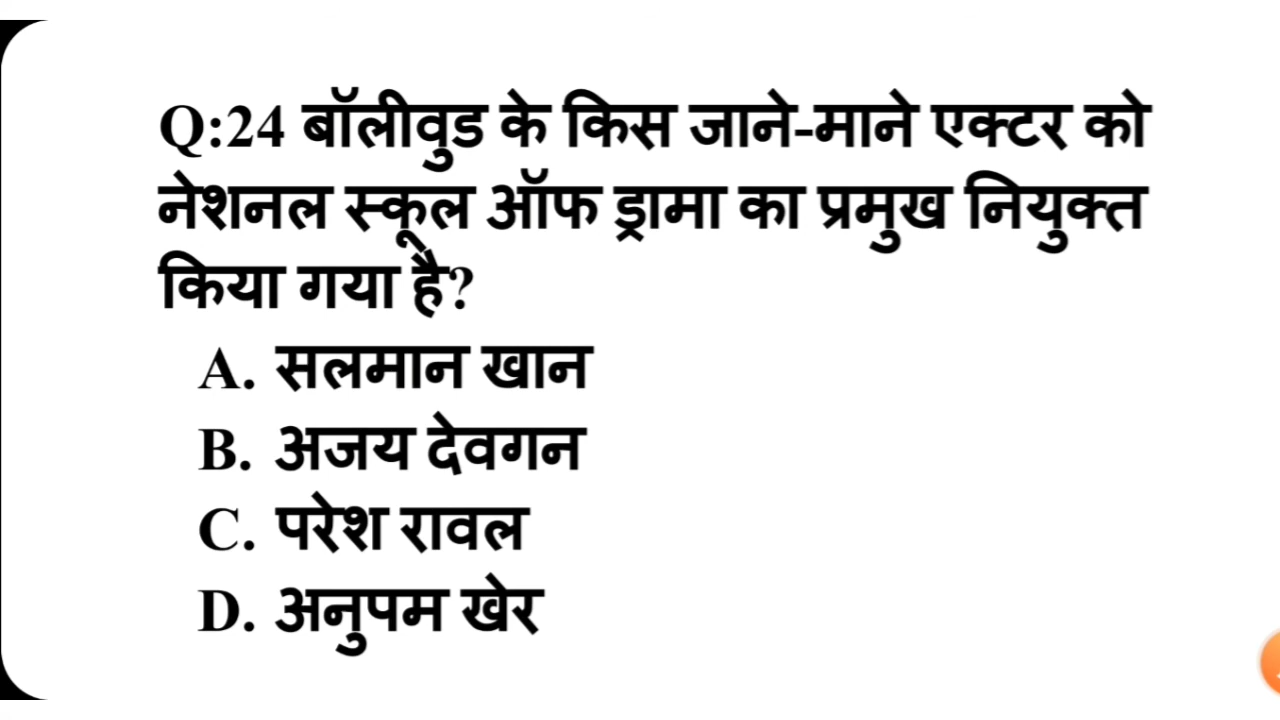 Q:24 बॉलीवुड के किस जाने-माने एक्टर को
नेशनल स्कूल ऑफ ड्रामा का प्रमुख नियुक्त
किया गया है?
A. सलमान खान
B. अजय देवगन
C. परेश रावल
D. अनुपम खेर